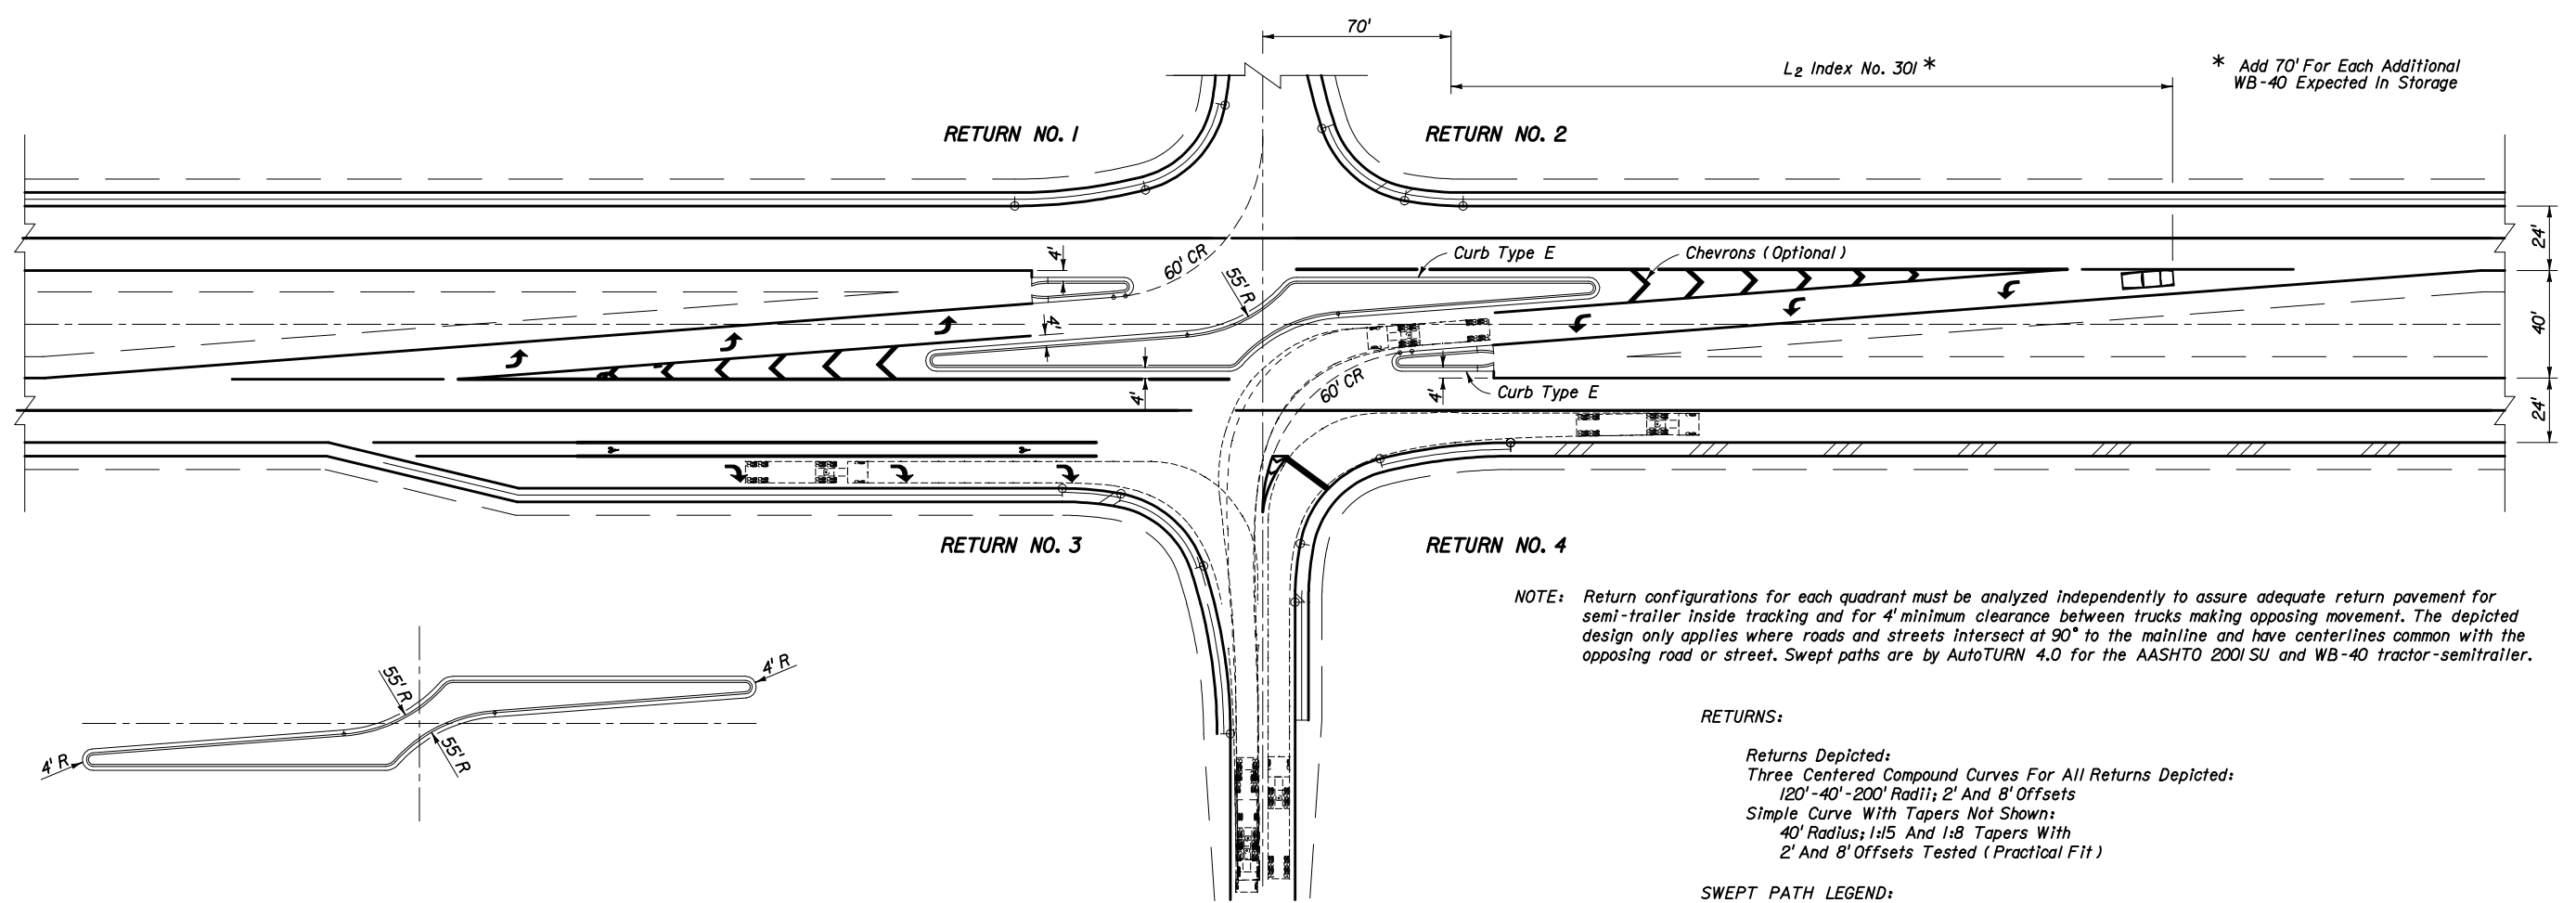 70'
L2 Index No. 301 *
* Add 70' For Each Additional
WB-40 Expected In Storage
RETURN NO. 1
RETURN NO. 2
24'
4'
60' CR
55' R
Curb Type E
Chevrons (Optional)
40'
4'
4'
60' CR
4'
Curb Type E
24'
RETURN NO. 3
RETURN NO. 4
NOTE: Return configurations for each quadrant must be analyzed independently to assure adequate return pavement for
semi-trailer inside tracking and for 4' minimum clearance between trucks making opposing movement. The depicted
design only applies where roads and streets intersect at 90° to the mainline and have centerlines common with the
opposing road or street. Swept paths are by AutoTURN 4.0 for the AASHTO 2001 SU and WB-40 tractor-semitrailer.
55' R
4' R
4' R
55' R
RETURNS:
Returns Depicted:
Three Centered Compound Curves For All Returns Depicted:
120'-40'-200' Radii; 2' And 8' Offsets
Simple Curve With Tapers Not Shown:
40' Radius; 1:15 And 1:8 Tapers With
2' And 8' Offsets Tested (Practical Fit)
SWEPT PATH LEGEND: